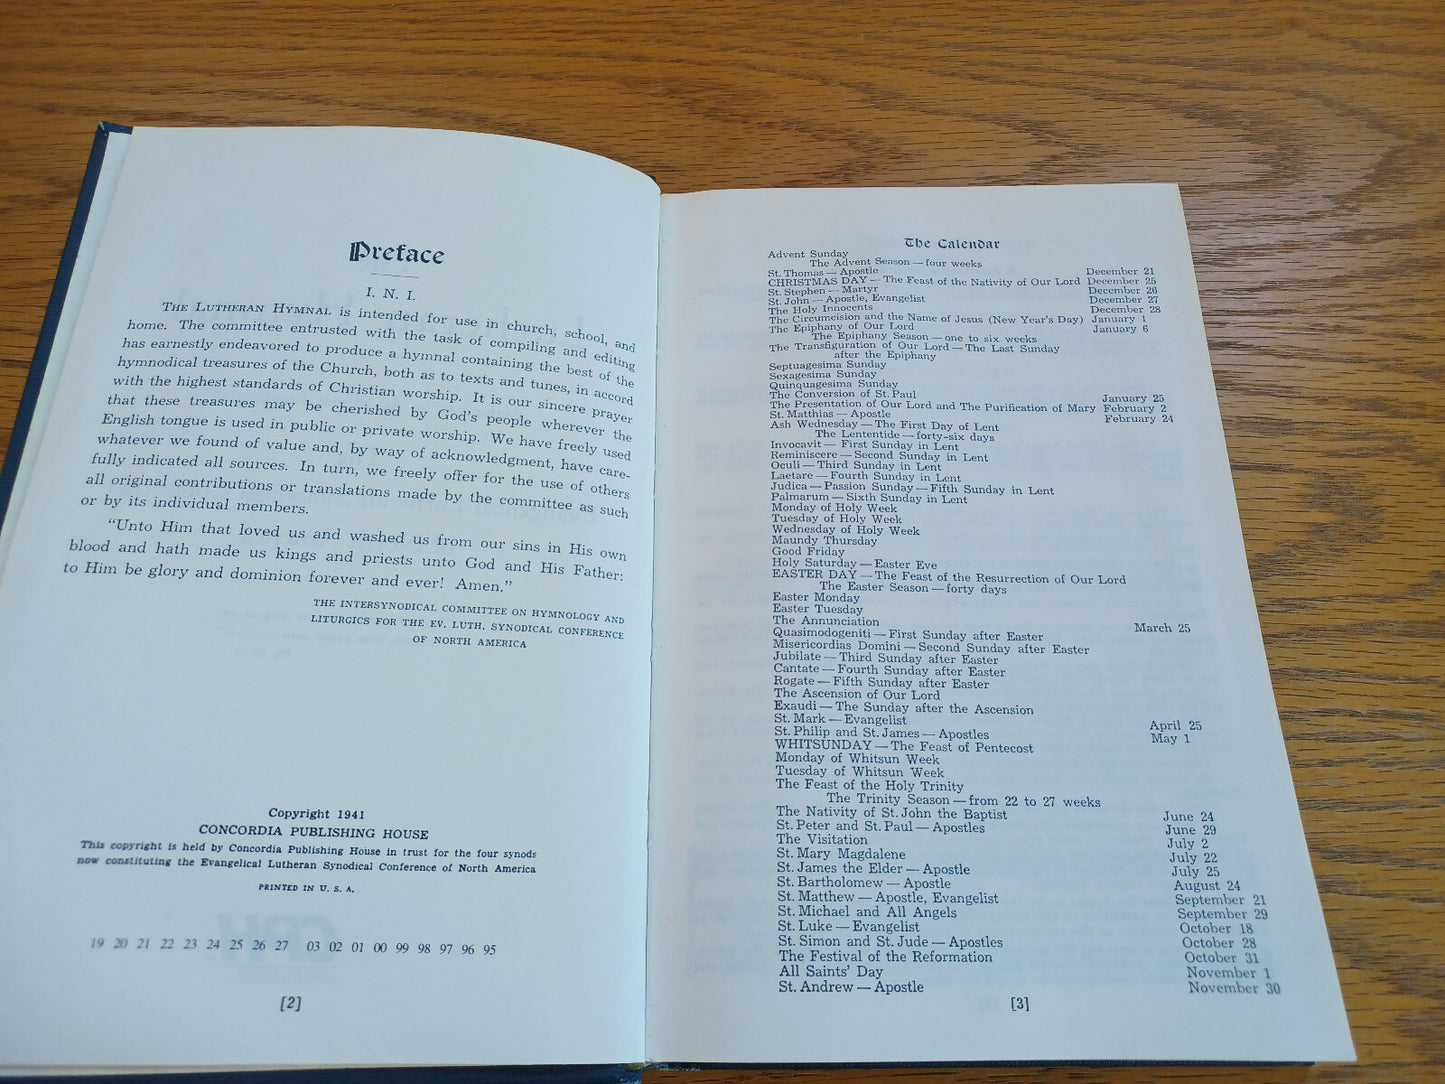 Preface
I. N. I.
THE LUTHERAN HYMNAL is intended for use in church, school, and
home. The committee entrusted with the task of compiling and editing
has earnestly endeavored to produce a hymnal containing the best of the
hymnodical treasures of the Church, both as to texts and tunes, in accord
with the highest standards of Christian worship. It is our sincere prayer
that these treasures may be cherished by God's people wherever the
English tongue is used in public or private worship. We have freely used
whatever we found of value and, by way of acknowledgment, have care-
fully indicated all sources. In turn, we freely offer for the use of others
all original contributions or translations made by the committee as such
or by its individual members.
"Unto Him that loved us and washed us from our sins in His own
blood and hath made us kings and priests unto God and His Father:
to Him be glory and dominion forever and ever! Amen."
THE INTERSYNODICAL COMMITTEE ON HYMNOLOGY AND
LITURGICS FOR THE EV. LUTH. SYNODICAL CONFERENCE
OF NORTH AMERICA
Copyright 1941
CONCORDIA PUBLISHING HOUSE
This copyright is held by Concordia Publishing House in trust for the four synods
now constituting the Evangelical Lutheran Synodical Conference of North America
PRINTED IN U. S. A.
19 20 21 22 23 24 25 26 27 03 02 01 00 99 98 97 96 95
[2]
The Calendar
Advent Sunday
The Advent Season — four weeks
St. Thomas — Apostle December 21
CHRISTMAS DAY — The Feast of the Nativity of Our Lord December 25
St. Stephen — Martyr December 26
St. John — Apostle, Evangelist December 27
The Holy Innocents December 28
The Circumcision and the Name of Jesus (New Year's Day) January 1
The Epiphany of Our Lord January 6
The Epiphany Season — one to six weeks
The Transfiguration of Our Lord — The Last Sunday
after the Epiphany
Septuagesima Sunday
Sexagesima Sunday
Quinquagesima Sunday
The Conversion of St. Paul January 25
The Presentation of Our Lord and The Purification of Mary February 2
St. Matthias — Apostle February 24
Ash Wednesday — The First Day of Lent
The Lententide — forty-six days
Invocavit — First Sunday in Lent
Reminiscere — Second Sunday in Lent
Oculi — Third Sunday in Lent
Laetare — Fourth Sunday in Lent
Judica — Passion Sunday — Fifth Sunday in Lent
Palmarum — Sixth Sunday in Lent
Monday of Holy Week
Tuesday of Holy Week
Wednesday of Holy Week
Maundy Thursday
Good Friday
Holy Saturday — Easter Eve
EASTER DAY — The Feast of the Resurrection of Our Lord
The Easter Season — forty days
Easter Monday
Easter Tuesday
The Annunciation March 25
Quasimodogeniti — First Sunday after Easter
Misericordias Domini — Second Sunday after Easter
Jubilate — Third Sunday after Easter
Cantate — Fourth Sunday after Easter
Rogate — Fifth Sunday after Easter
The Ascension of Our Lord
Exaudi — The Sunday after the Ascension
St. Mark — Evangelist April 25
St. Philip and St. James — Apostles May 1
WHITSUNDAY — The Feast of Pentecost
Monday of Whitsun Week
Tuesday of Whitsun Week
The Feast of the Holy Trinity
The Trinity Season — from 22 to 27 weeks
The Nativity of St. John the Baptist June 24
St. Peter and St. Paul — Apostles June 29
The Visitation July 2
St. Mary Magdalene July 22
St. James the Elder — Apostle July 25
St. Bartholomew — Apostle August 24
St. Matthew — Apostle, Evangelist September 21
St. Michael and All Angels September 29
St. Luke — Evangelist October 18
St. Simon and St. Jude — Apostles October 28
The Festival of the Reformation October 31
All Saints' Day November 1
St. Andrew — Apostle November 30
[3]